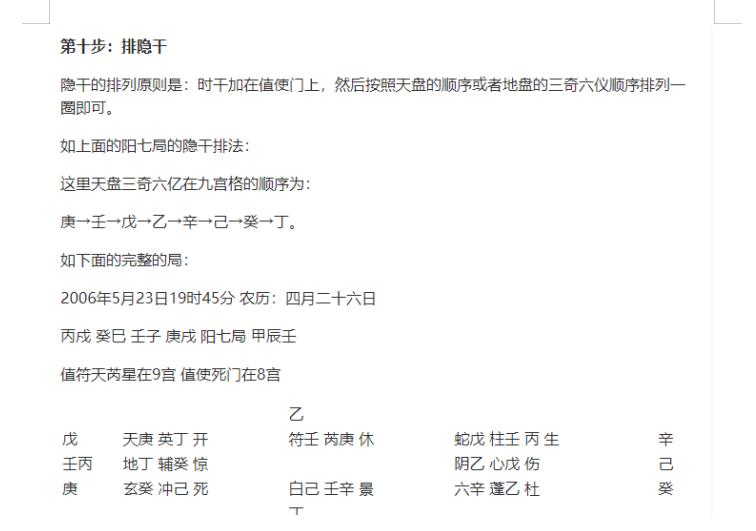 第十步：排隐干
隐干的排列原则是：时干加在值使门上，然后按照天盘的顺序或者地盘的三奇六仪顺序排列一
圈即可。
如上面的阳七局的隐干排法：
这里天盘三奇六亿在九宫格的顺序为：
庚→壬→戊→乙→辛→己→癸→丁。
如下面的完整的局：
2006年5月23日19时45分 农历：四月二十六日
丙戌 癸巳 壬子 庚戌 阳七局 甲辰壬
值符天芮星在9宫 值使死门在8宫
乙
戊 天庚 英丁 开 符壬 芮庚 休 蛇戊 柱壬 丙 生 辛
壬丙 地丁 辅癸 惊 阴乙 心戊 伤 己
庚 玄癸 冲己 死 白己 壬辛 景 六辛 蓬乙 杜 癸
丁